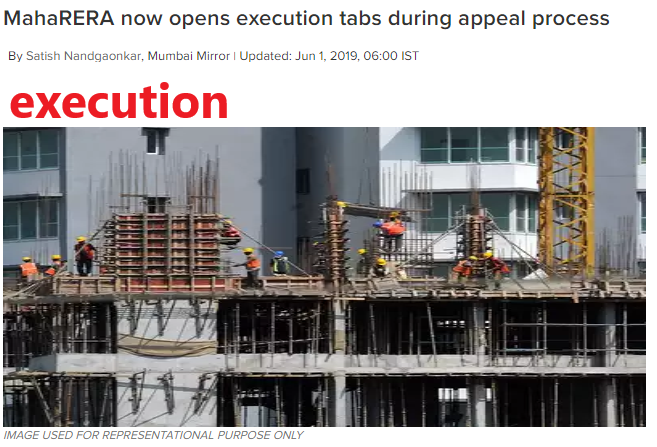 MahaRERA now opens execution tabs during appeal process
By Satish Nandgaonkar, Mumbai Mirror | Updated: Jun 1, 2019, 06:00 IST
execution
IMAGE USED FOR REPRESENTATIONAL PURPOSE ONLY